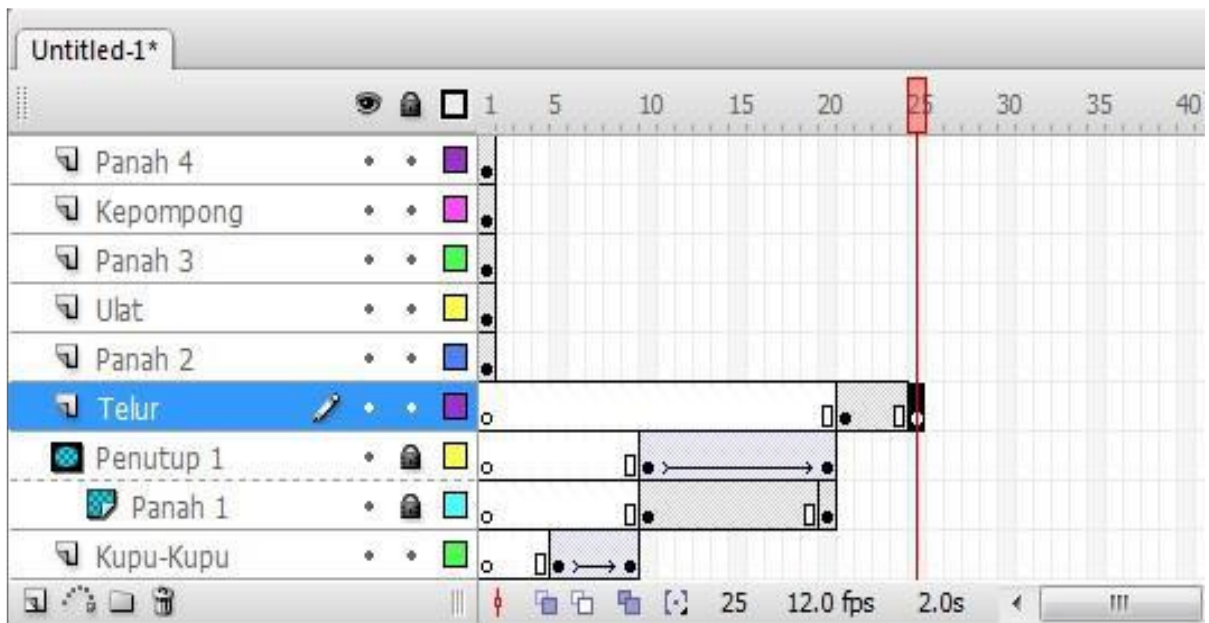 Untitled-1*
1 5 10 15 20 25 30 35 40
Panah 4
Kepompong
Panah 3
Ulat
Panah 2
Telur
Penutup 1
Panah 1
Kupu-Kupu
25 12.0 fps 2.0s